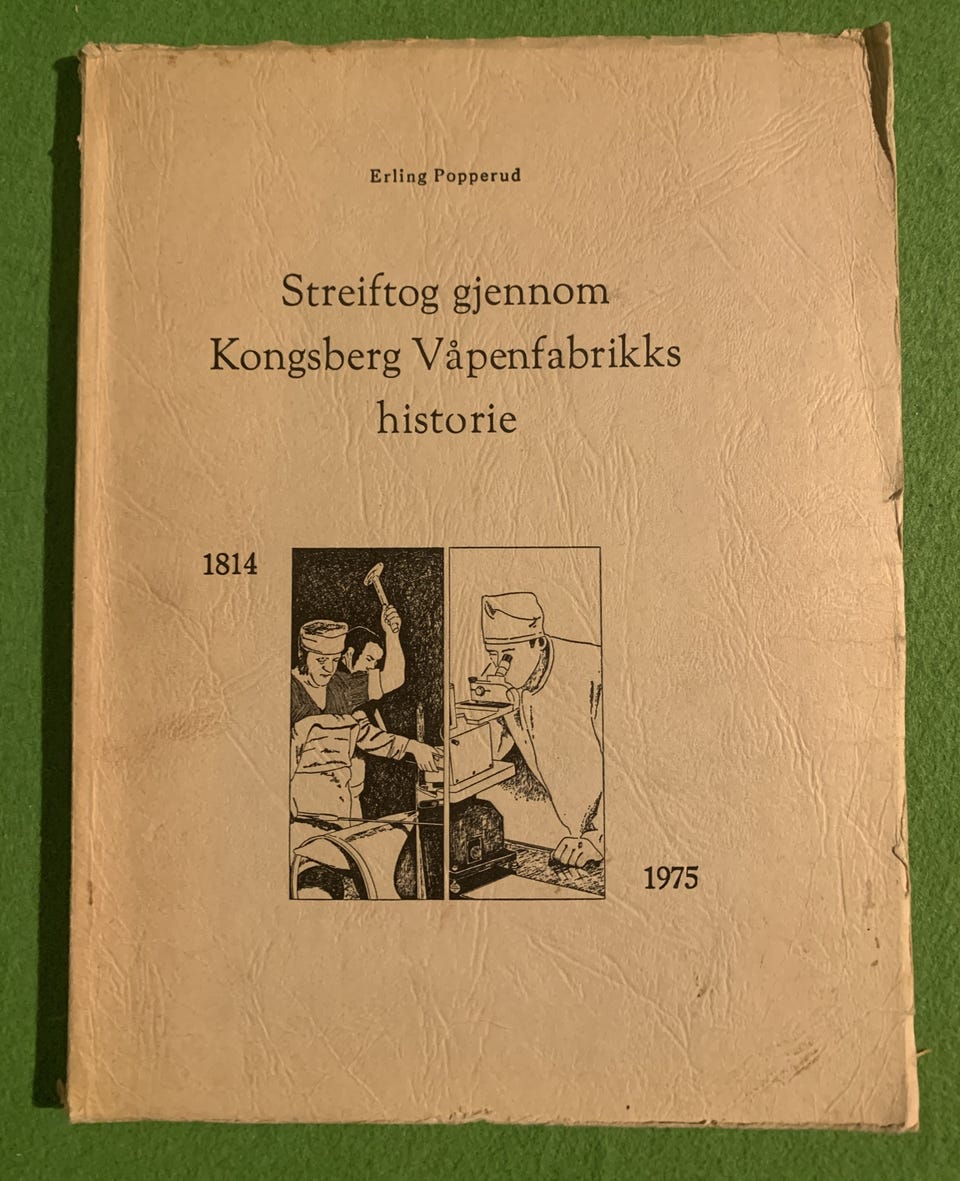 Erling Popperud
Streiftog gjennom
Kongsberg Våpenfabrikks
historie
1814
1975